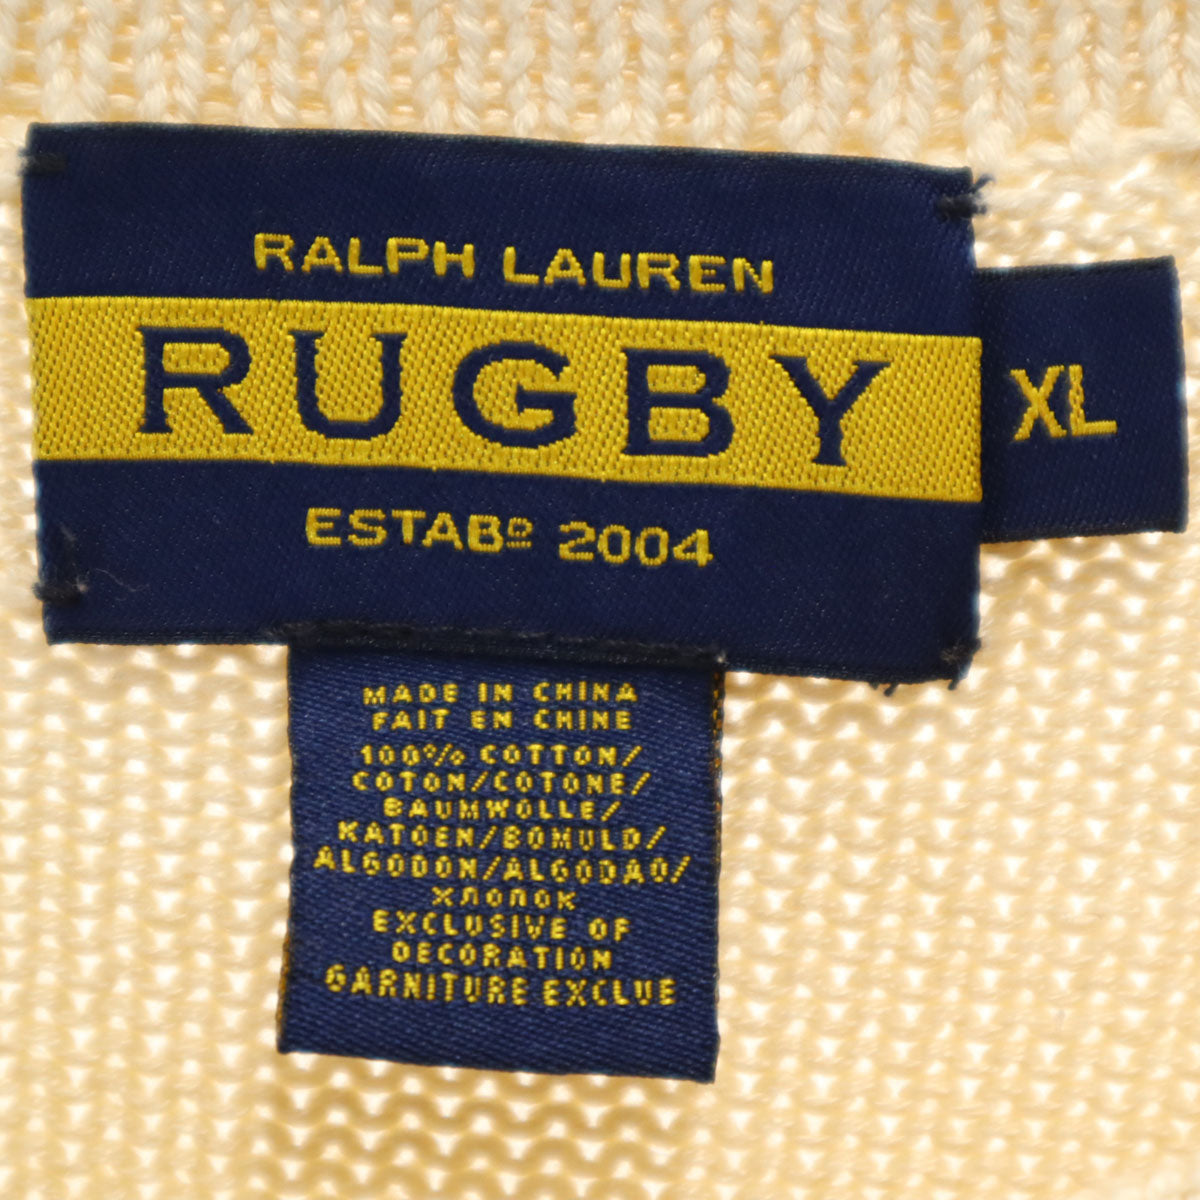 RALPH LAUREN
RUGBY
XL
ESTABᴼ 2004
MADE IN CHINA
FAIT EN CHINE
100% COTTON/
COTON/COTONE/
BAUMWOLLE/
KATOEN/BOMULD/
ALGODON/ALGODAO/
ХЛОПОК
EXCLUSIVE OF
DECORATION
GARNITURE EXCLUE